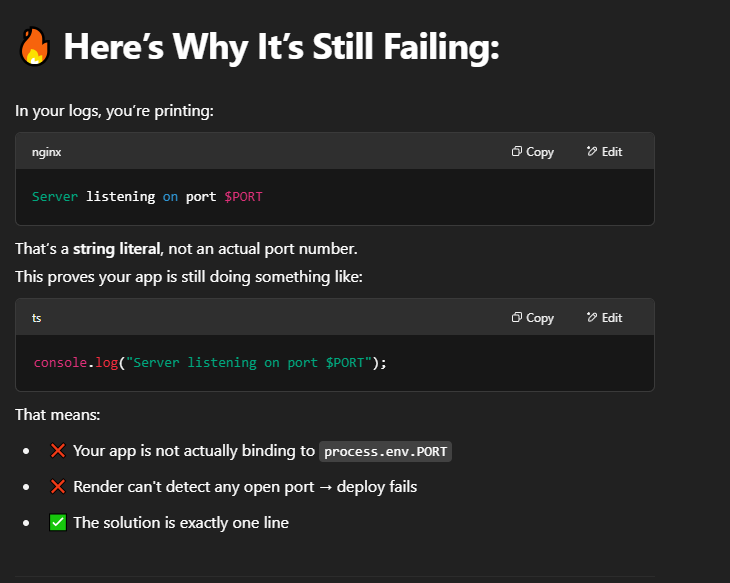 🔥 Here’s Why It’s Still Failing:
In your logs, you’re printing:
nginx Copy Edit
Server listening on port $PORT
That’s a string literal, not an actual port number.
This proves your app is still doing something like:
ts Copy Edit
console.log("Server listening on port $PORT");
That means:
• ❌ Your app is not actually binding to process.env.PORT
• ❌ Render can't detect any open port → deploy fails
• ✅ The solution is exactly one line